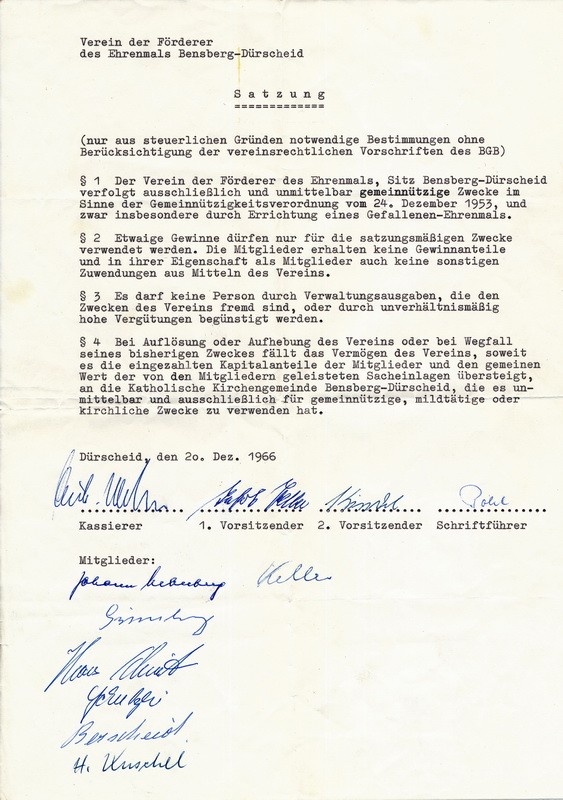 Verein der Förderer
des Ehrenmals Bensberg-Dürscheid
S a t z u n g
=============
(nur aus steuerlichen Gründen notwendige Bestimmungen ohne
Berücksichtigung der vereinsrechtlichen Vorschriften des BGB)
§ 1 Der Verein der Förderer des Ehrenmals, Sitz Bensberg-Dürscheid
verfolgt ausschließlich und unmittelbar gemeinnützige Zwecke im
Sinne der Gemeinnützigkeitsverordnung vom 24. Dezember 1953, und
zwar insbesondere durch Errichtung eines Gefallenen-Ehrenmals.
§ 2 Etwaige Gewinne dürfen nur für die satzungsmäßigen Zwecke
verwendet werden. Die Mitglieder erhalten keine Gewinnanteile
und in ihrer Eigenschaft als Mitglieder auch keine sonstigen
Zuwendungen aus Mitteln des Vereins.
§ 3 Es darf keine Person durch Verwaltungsausgaben, die den
Zwecken des Vereins fremd sind, oder durch unverhältnismäßig
hohe Vergütungen begünstigt werden.
§ 4 Bei Auflösung oder Aufhebung des Vereins oder bei Wegfall
seines bisherigen Zweckes fällt das Vermögen des Vereins, soweit
es die eingezahlten Kapitalanteile der Mitglieder und den gemeinen
Wert der von den Mitgliedern geleisteten Sacheinlagen übersteigt,
an die Katholische Kirchengemeinde Bensberg-Dürscheid, die es un-
mittelbar und ausschließlich für gemeinnützige, mildtätige oder
kirchliche Zwecke zu verwenden hat.
Dürscheid, den 2o. Dez. 1966
Pohl
Kassierer 1. Vorsitzender 2. Vorsitzender Schriftführer
Mitglieder:
Johann Keller
Berscheid
H. Kuschel